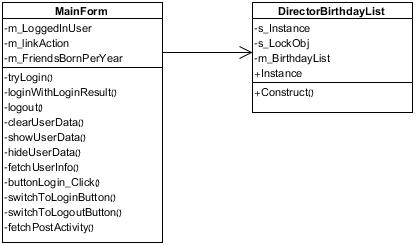 MainForm
-m_LoggedInUser
-m_linkAction
-m_FriendsBornPerYear
-tryLogin()
-loginWithLoginResult()
-logout()
-clearUserData()
-showUserData()
-hideUserData()
-fetchUserInfo()
-buttonLogin_Click()
-switchToLoginButton()
-switchToLogoutButton()
-fetchPostActivity()
DirectorBirthdayList
-s_Instance
-s_LockObj
-m_BirthdayList
+Instance
+Construct()